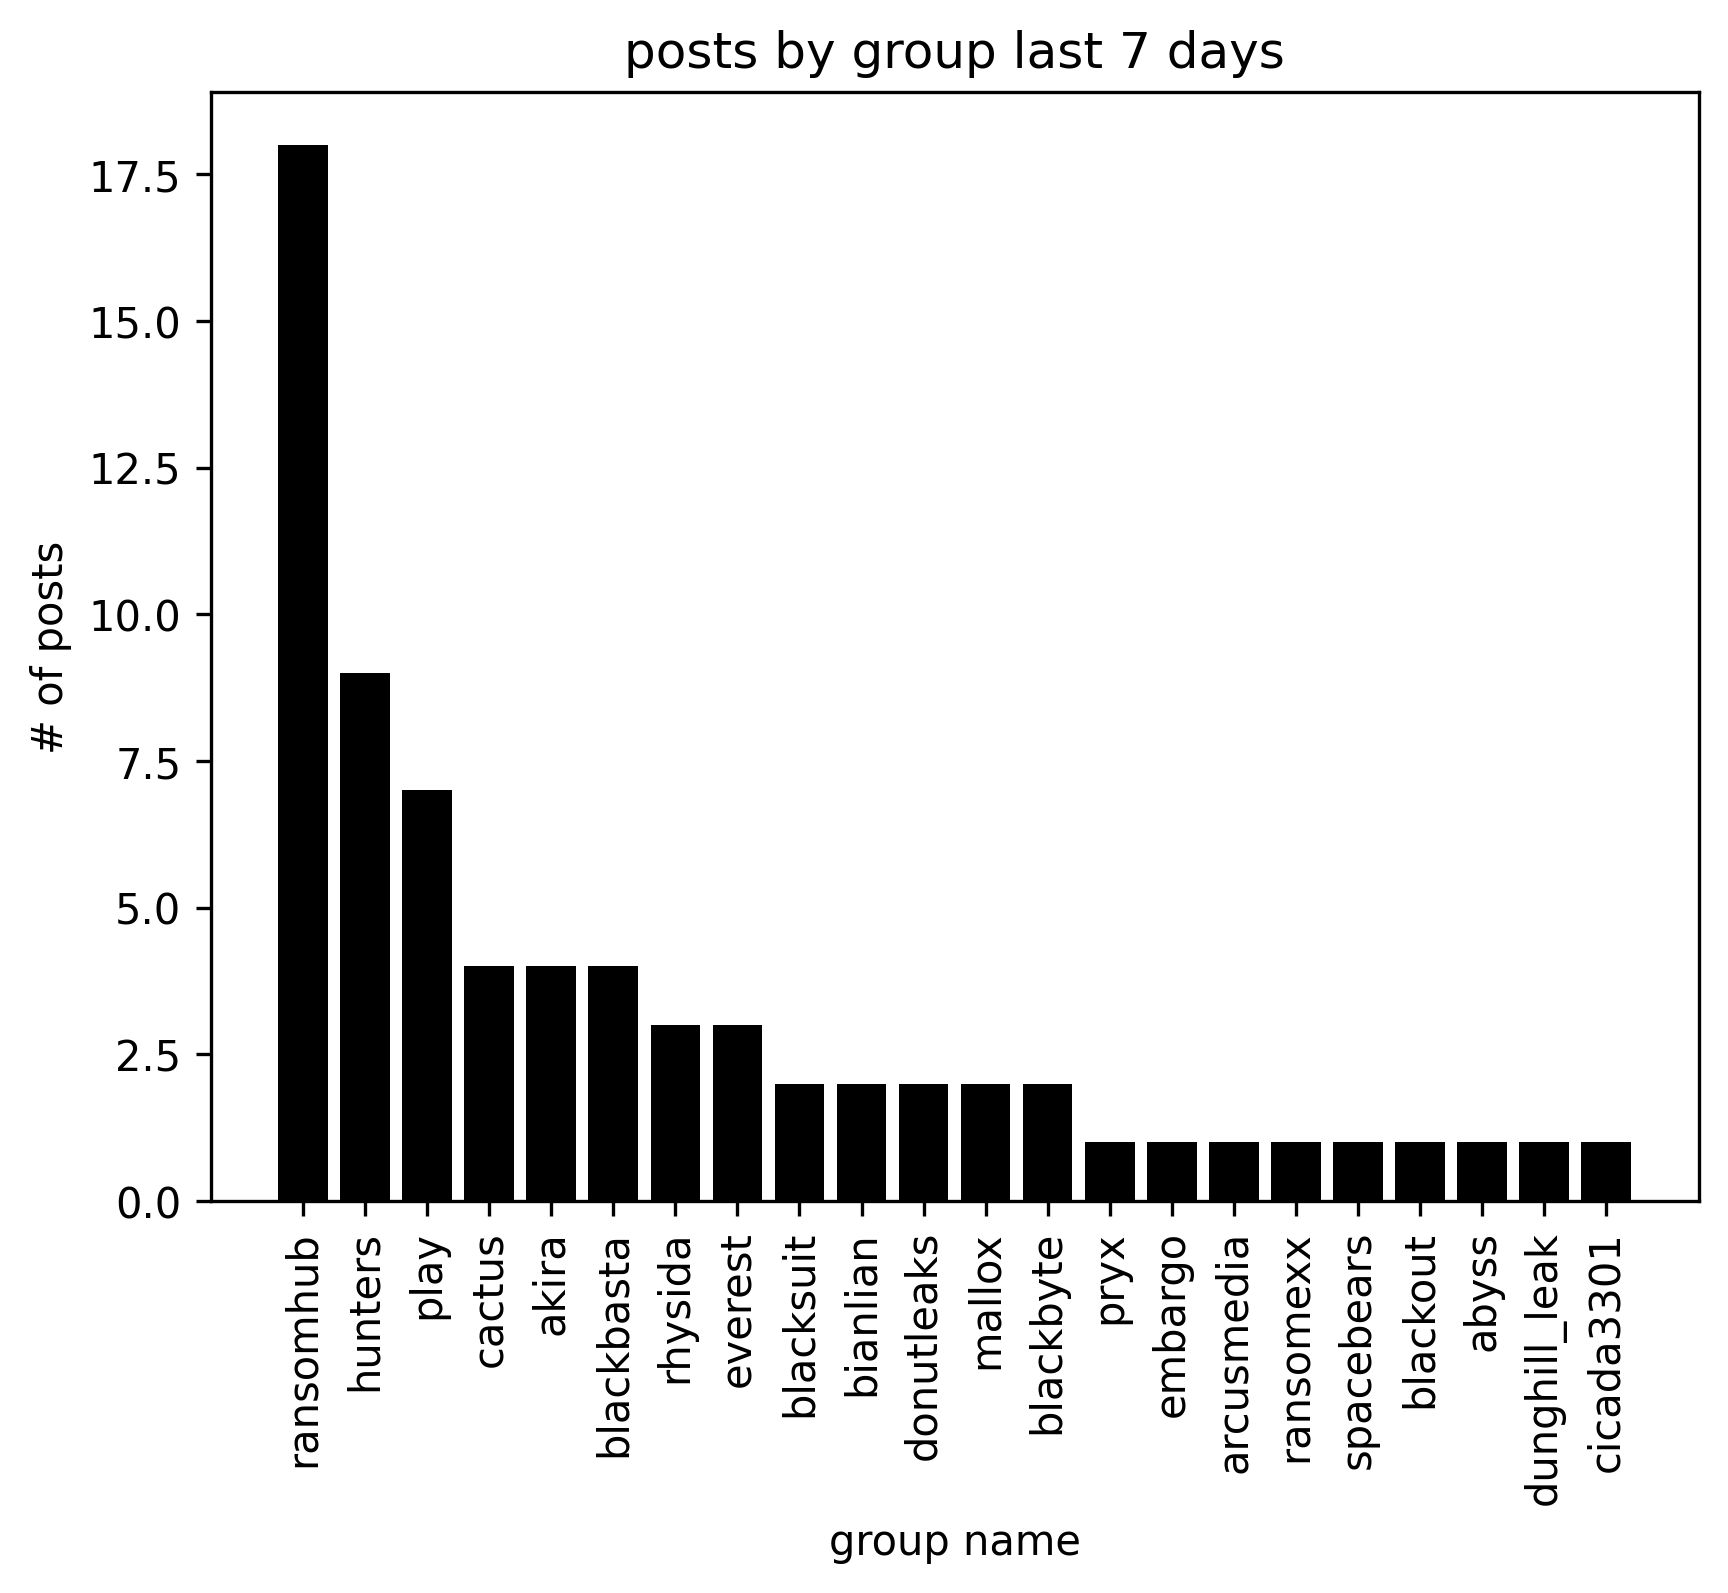 posts by group last 7 days
# of posts
17.5
15.0
12.5
10.0
7.5
5.0
2.5
0.0
ransomhub
hunters
play
cactus
akira
blackbasta
rhysida
everest
blacksuit
bianlian
donutleaks
mallox
blackbyte
pryx
embargo
arcusmedia
ransomexx
spacebears
blackout
abyss
dunghill_leak
cicada3301
group name